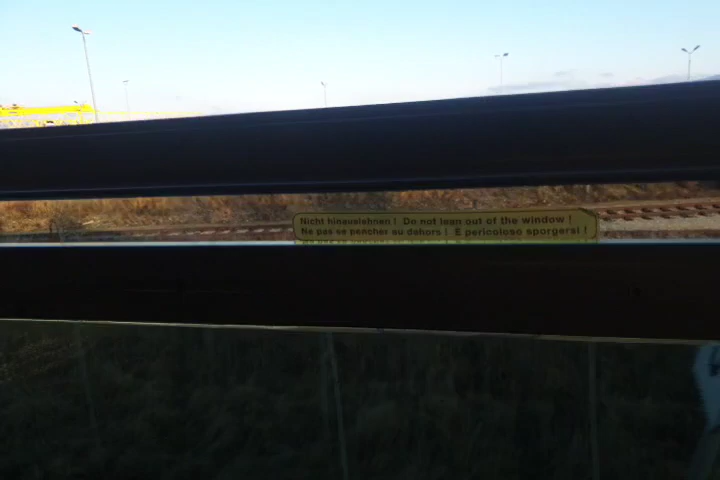 Nicht hinauslehnen ! Do not lean out of the window !
Ne pas se pencher au dehors ! E pericoloso sporgersi !